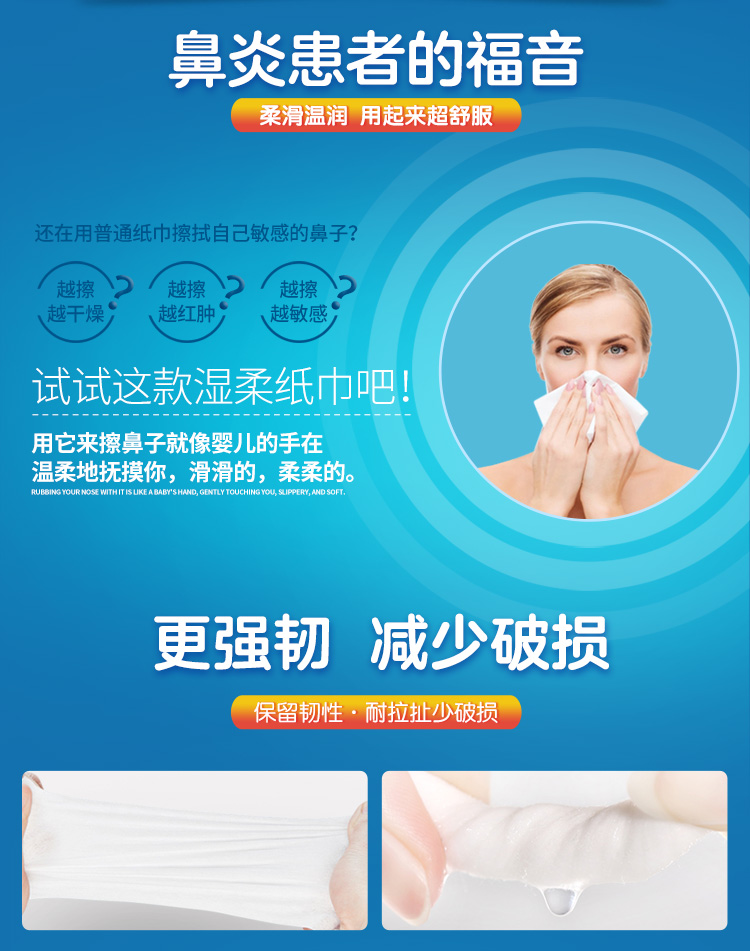 鼻炎患者的福音
柔滑温润 用起来超舒服
还在用普通纸巾擦拭自己敏感的鼻子?
越擦
越干燥?
越擦
越红肿?
越擦
越敏感?
试试这款湿柔纸巾吧!
用它来擦鼻子就像婴儿的手在
温柔地抚摸你，滑滑的，柔柔的。
RUBBING YOUR NOSE WITH IT IS LIKE A BABY'S HAND, GENTLY TOUCHING YOU, SLIPPERY, AND SOFT.
更强韧 减少破损
保留韧性·耐拉扯少破损